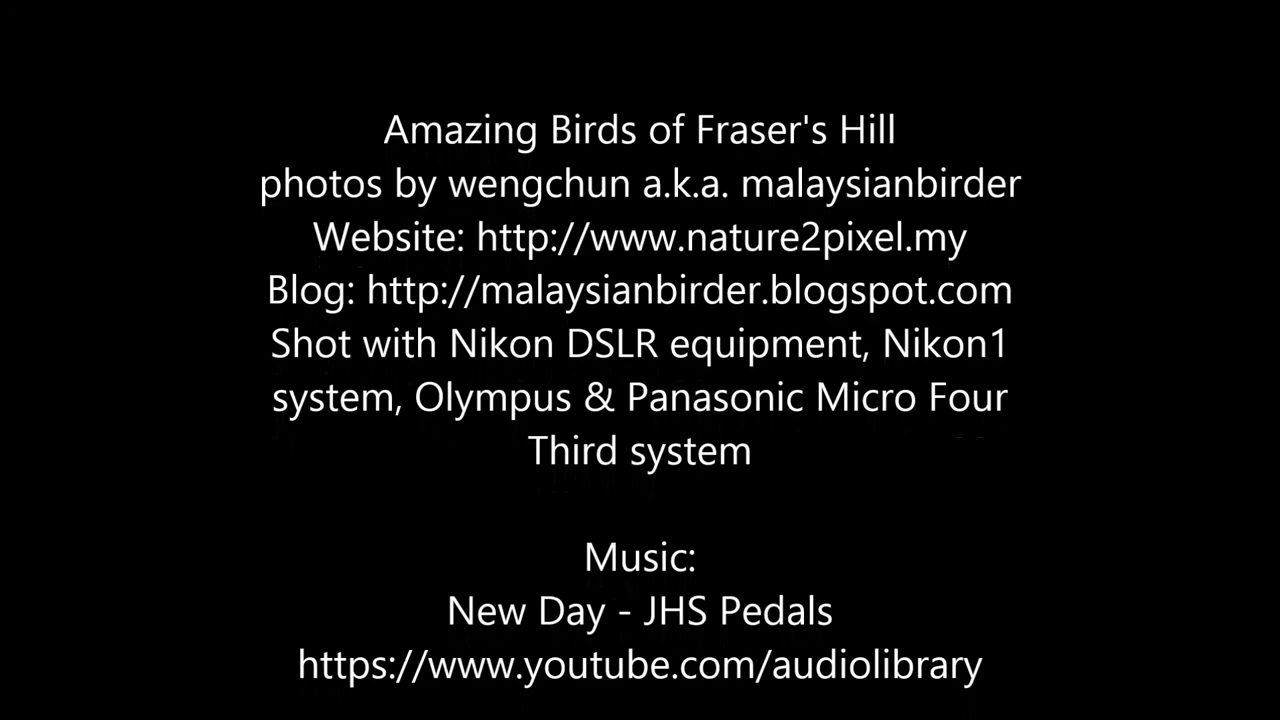 Amazing Birds of Fraser's Hill
photos by wengchun a.k.a. malaysianbirder
Website: http://www.nature2pixel.my
Blog: http://malaysianbirder.blogspot.com
Shot with Nikon DSLR equipment, Nikon1
system, Olympus & Panasonic Micro Four
Third system
Music:
New Day - JHS Pedals
https://www.youtube.com/audiolibrary